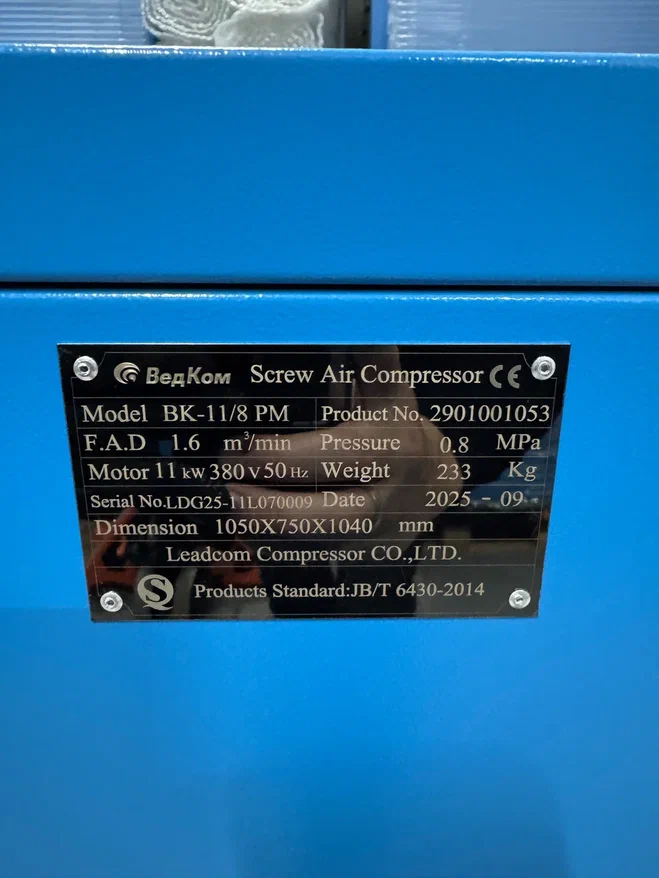 ВедКом Screw Air Compressor CE
Model BK-11/8 PM Product No. 2901001053
F.A.D 1.6 m³/min Pressure 0.8 MPa
Motor 11 kW 380 V 50 Hz Weight 233 Kg
Serial No.LDG25-11L070009 Date 2025 - 09
Dimension 1050X750X1040 mm
Leadcom Compressor CO.,LTD.
QS Products Standard:JB/T 6430-2014